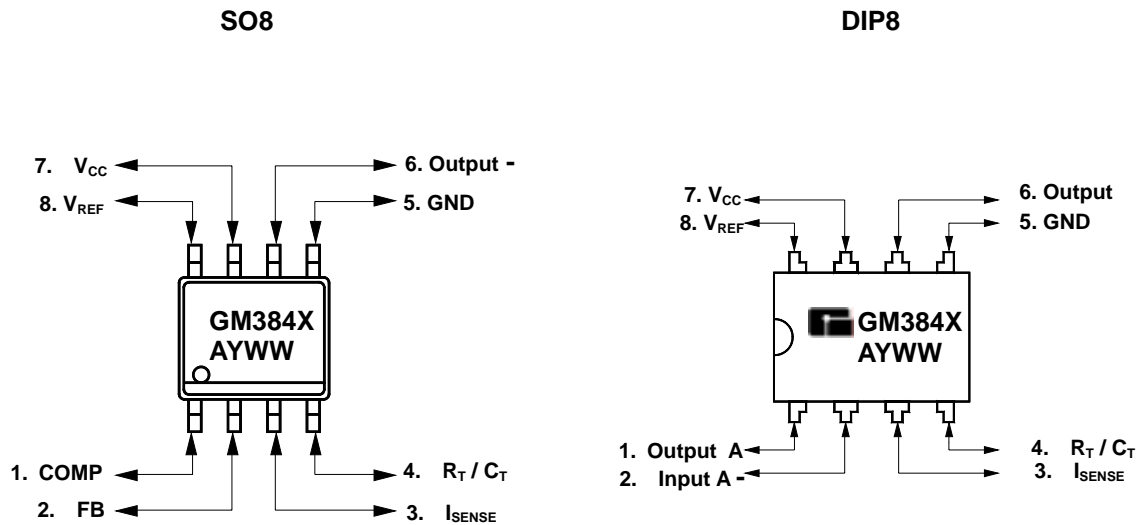 SO8
DIP8
7. VCC
6. Output -
8. VREF
5. GND
GM384X
AYWW
1. COMP
4. RT / CT
2. FB
3. ISENSE
7. VCC
6. Output
8. VREF
5. GND
GM384X
AYWW
1. Output A
4. RT / CT
2. Input A -
3. ISENSE